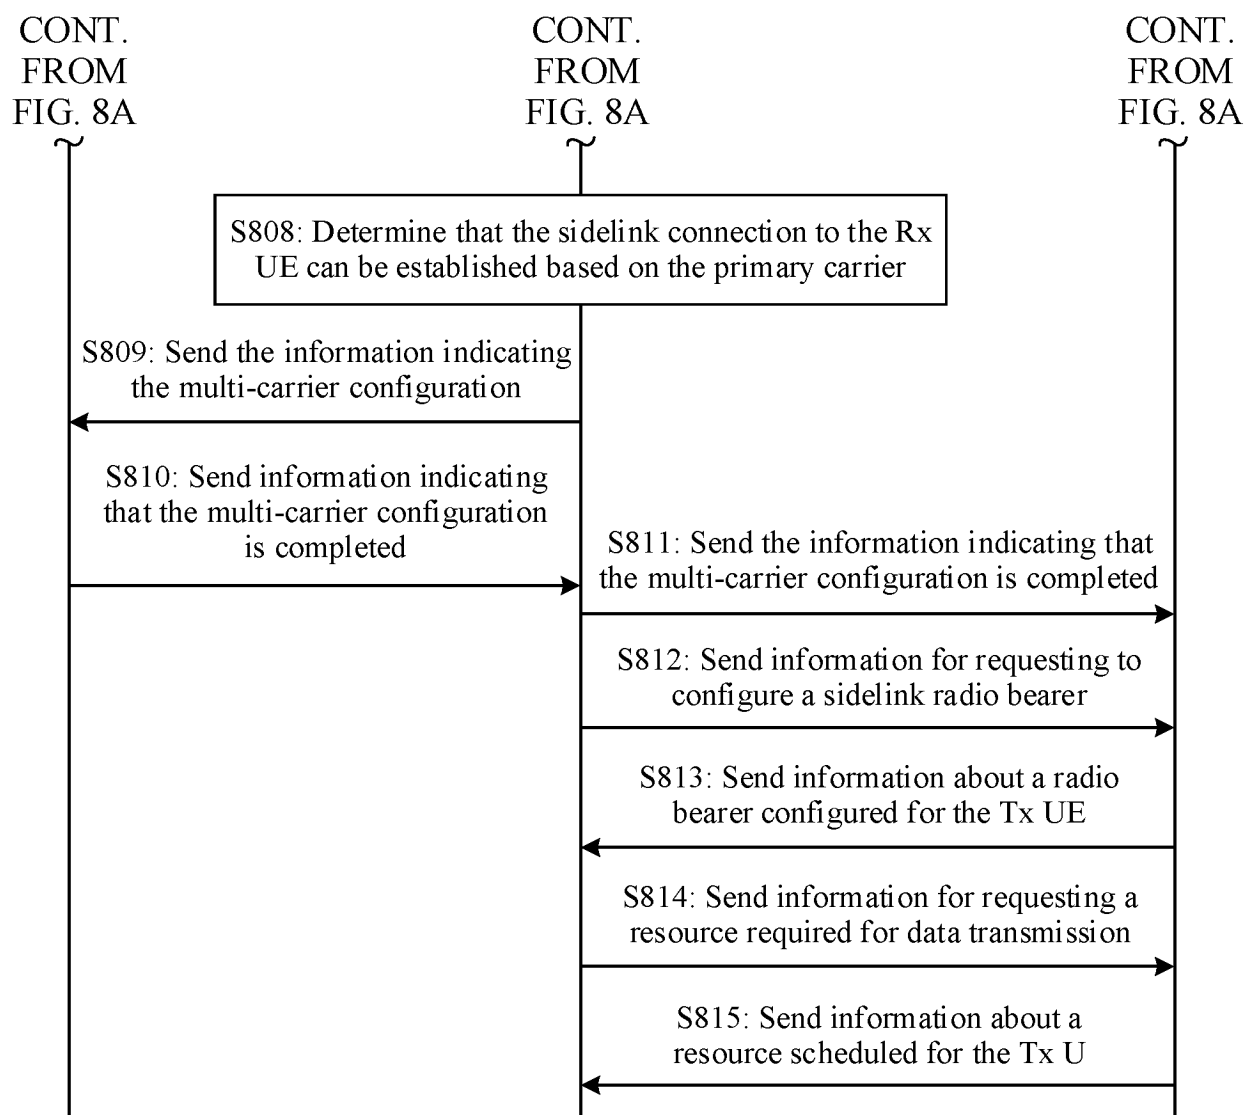 CONT.
FROM
FIG. 8A
CONT.
FROM
FIG. 8A
CONT.
FROM
FIG. 8A
S808: Determine that the sidelink connection to the Rx
UE can be established based on the primary carrier
S809: Send the information indicating
the multi-carrier configuration
S810: Send information indicating
that the multi-carrier configuration
is completed
S811: Send the information indicating that
the multi-carrier configuration is completed
S812: Send information for requesting to
configure a sidelink radio bearer
S813: Send information about a radio
bearer configured for the Tx UE
S814: Send information for requesting a
resource required for data transmission
S815: Send information about a
resource scheduled for the Tx U